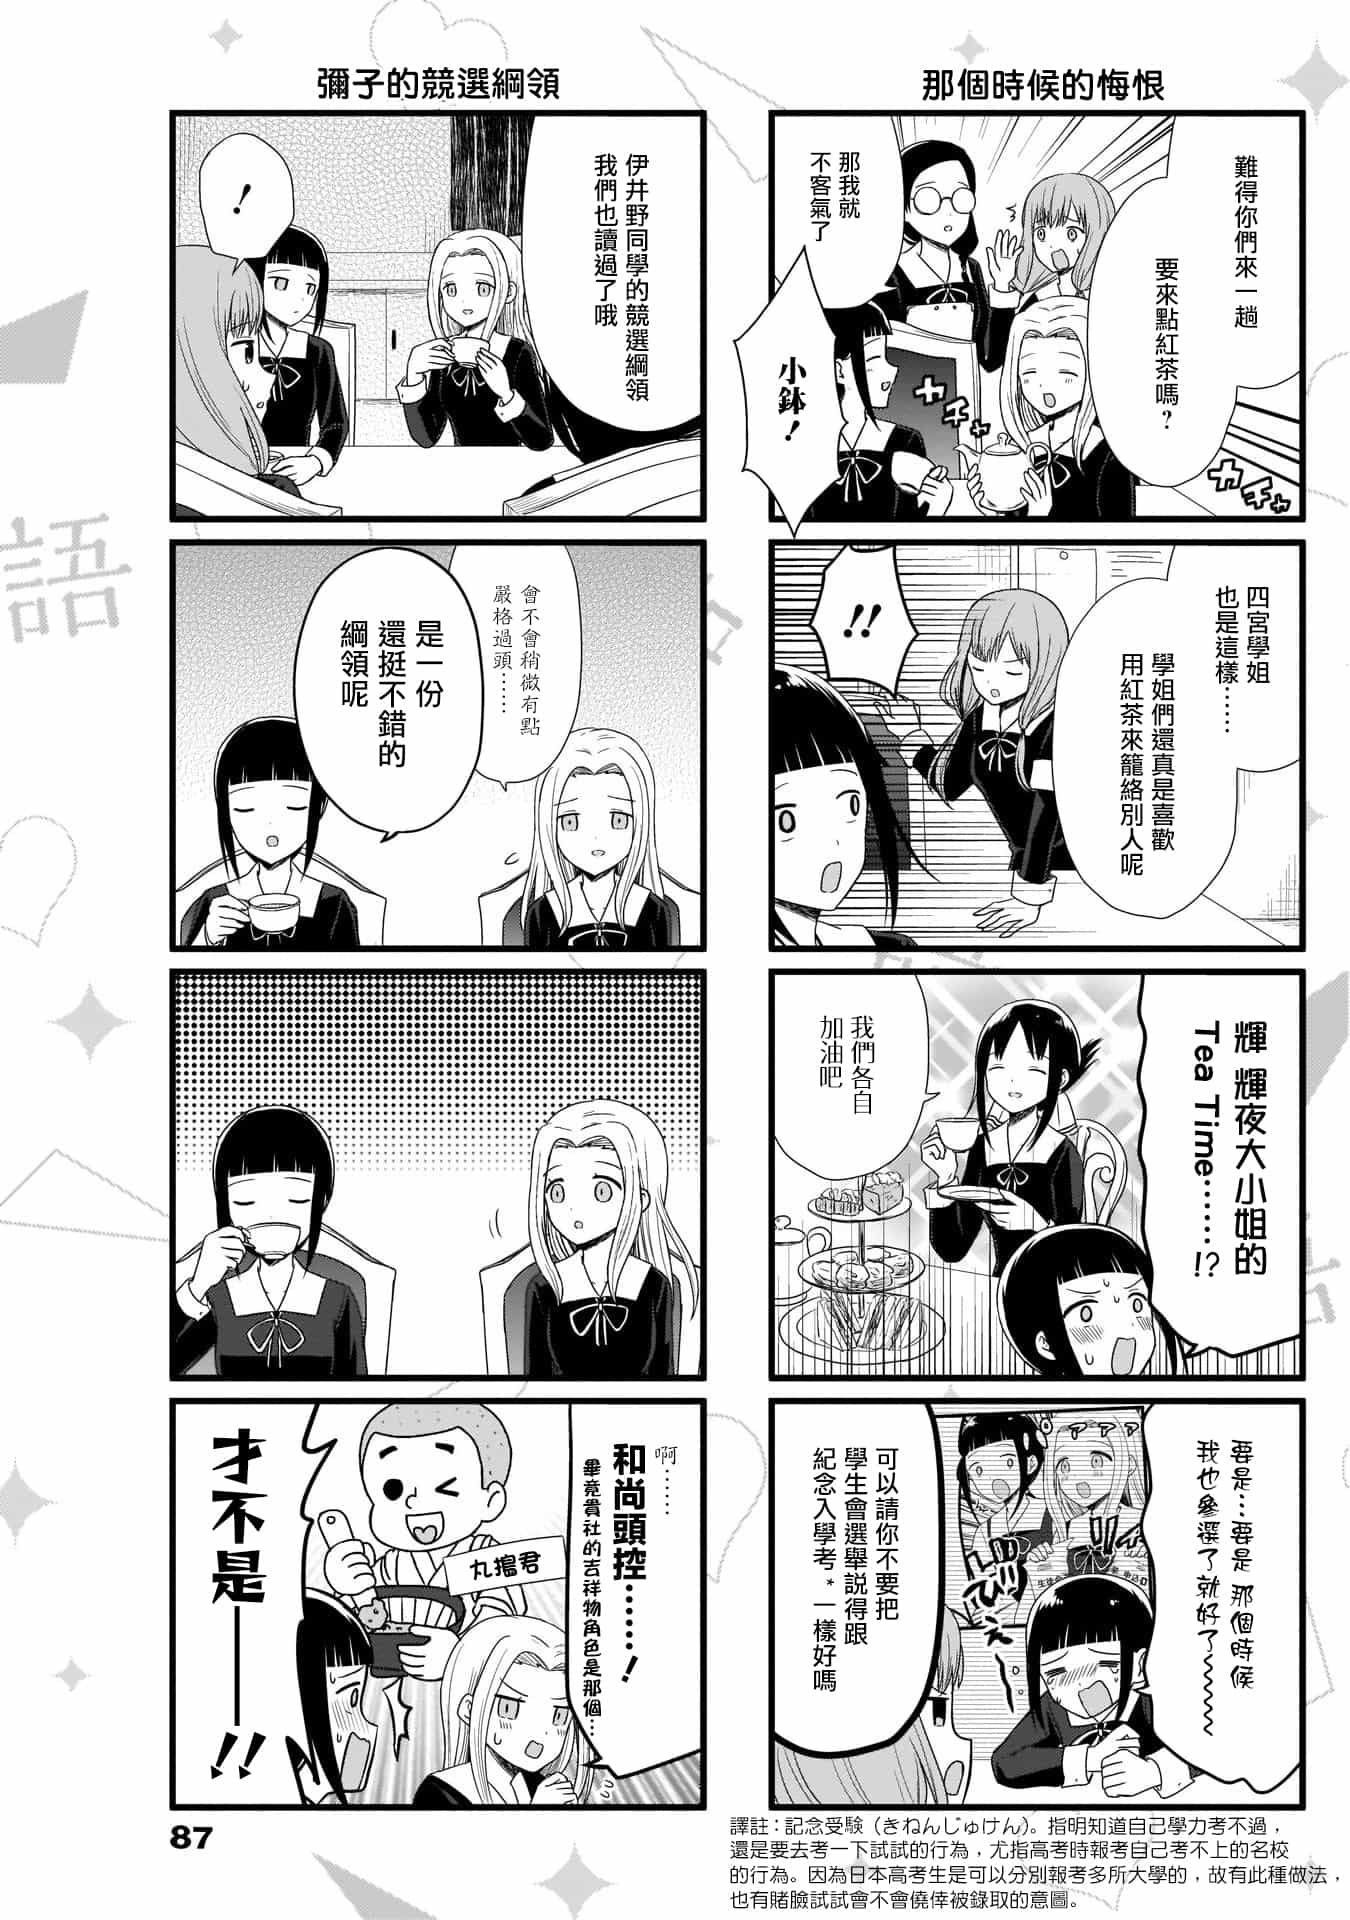 那個時候的悔恨
難得你們來一趟
要來點紅茶嗎？
那我就
不客氣了
小鉢！
カチャ
カチャ
四宮學姐
也是這樣……
學姐們還真是喜歡
用紅茶來籠絡別人呢
!!
輝 輝夜大小姐的
Tea Time……!?
我們各自
加油吧
要是…要是 那個時候
我也參選了就好了~~~~~~
可以請你不要把
學生會選舉說得跟
紀念入學考*一樣好嗎
彌子的競選綱領
伊井野同學的競選綱領
我們也讀過了哦
!
會不會稍微有點
嚴格過頭……
是一份
還挺不錯的
綱領呢
啊……
和尚頭控……！
畢竟貴社的吉祥物角色是那個…
丸搗君
才不是——!!
87
譯註：記念受験（きねんじゅけん）。指明知道自己學力考不過，
還是要去考一下試試的行為，尤指高考時報考自己考不上的名校
的行為。因為日本高考生是可以分別報考多所大學的，故有此種做法，
也有賭臉試試會不會僥倖被錄取的意圖。